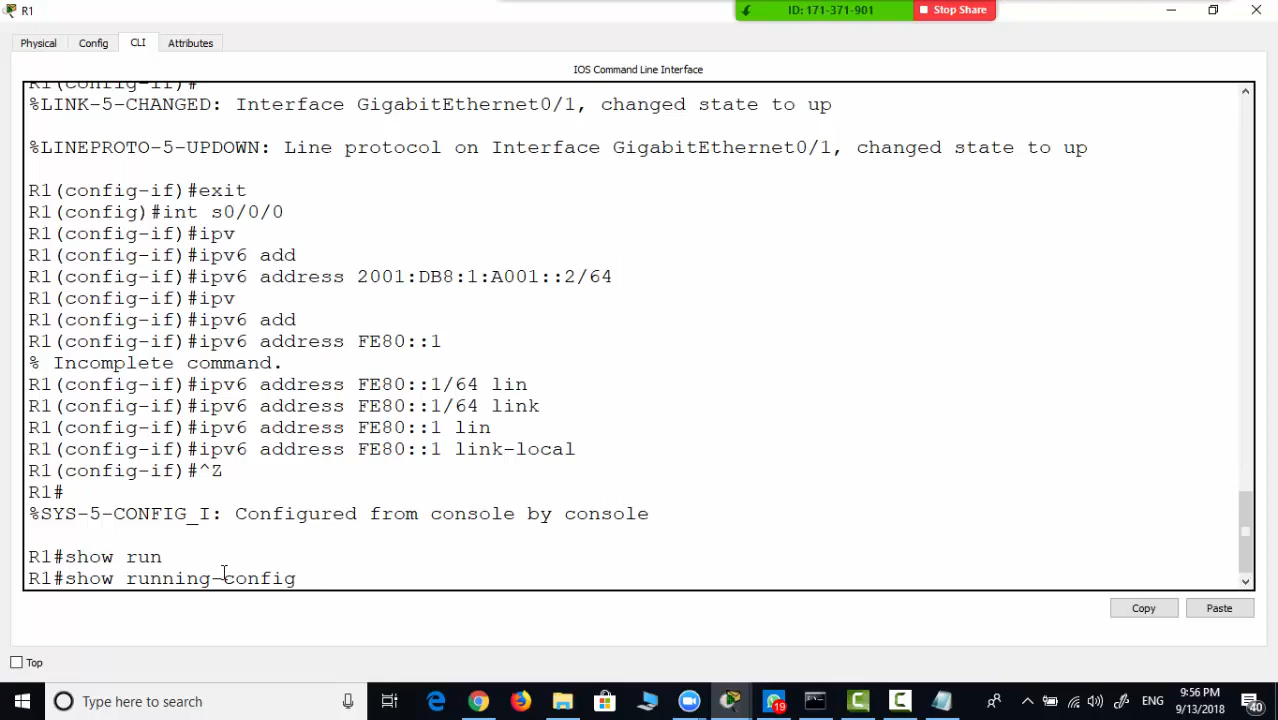 R1
ID: 171-371-901
Stop Share
Physical
Config
CLI
Attributes
IOS Command Line Interface
R1(config-if)#
%LINK-5-CHANGED: Interface GigabitEthernet0/1, changed state to up
%LINEPROTO-5-UPDOWN: Line protocol on Interface GigabitEthernet0/1, changed state to up
R1(config-if)#exit
R1(config)#int s0/0/0
R1(config-if)#ipv
R1(config-if)#ipv6 add
R1(config-if)#ipv6 address 2001:DB8:1:A001::2/64
R1(config-if)#ipv
R1(config-if)#ipv6 add
R1(config-if)#ipv6 address FE80::1
% Incomplete command.
R1(config-if)#ipv6 address FE80::1/64 lin
R1(config-if)#ipv6 address FE80::1/64 link
R1(config-if)#ipv6 address FE80::1 lin
R1(config-if)#ipv6 address FE80::1 link-local
R1(config-if)#^Z
R1#
%SYS-5-CONFIG_I: Configured from console by console
R1#show run
R1#show running-config
Copy
Paste
Top
Type here to search
19
ENG
9:56 PM
9/13/2018
40